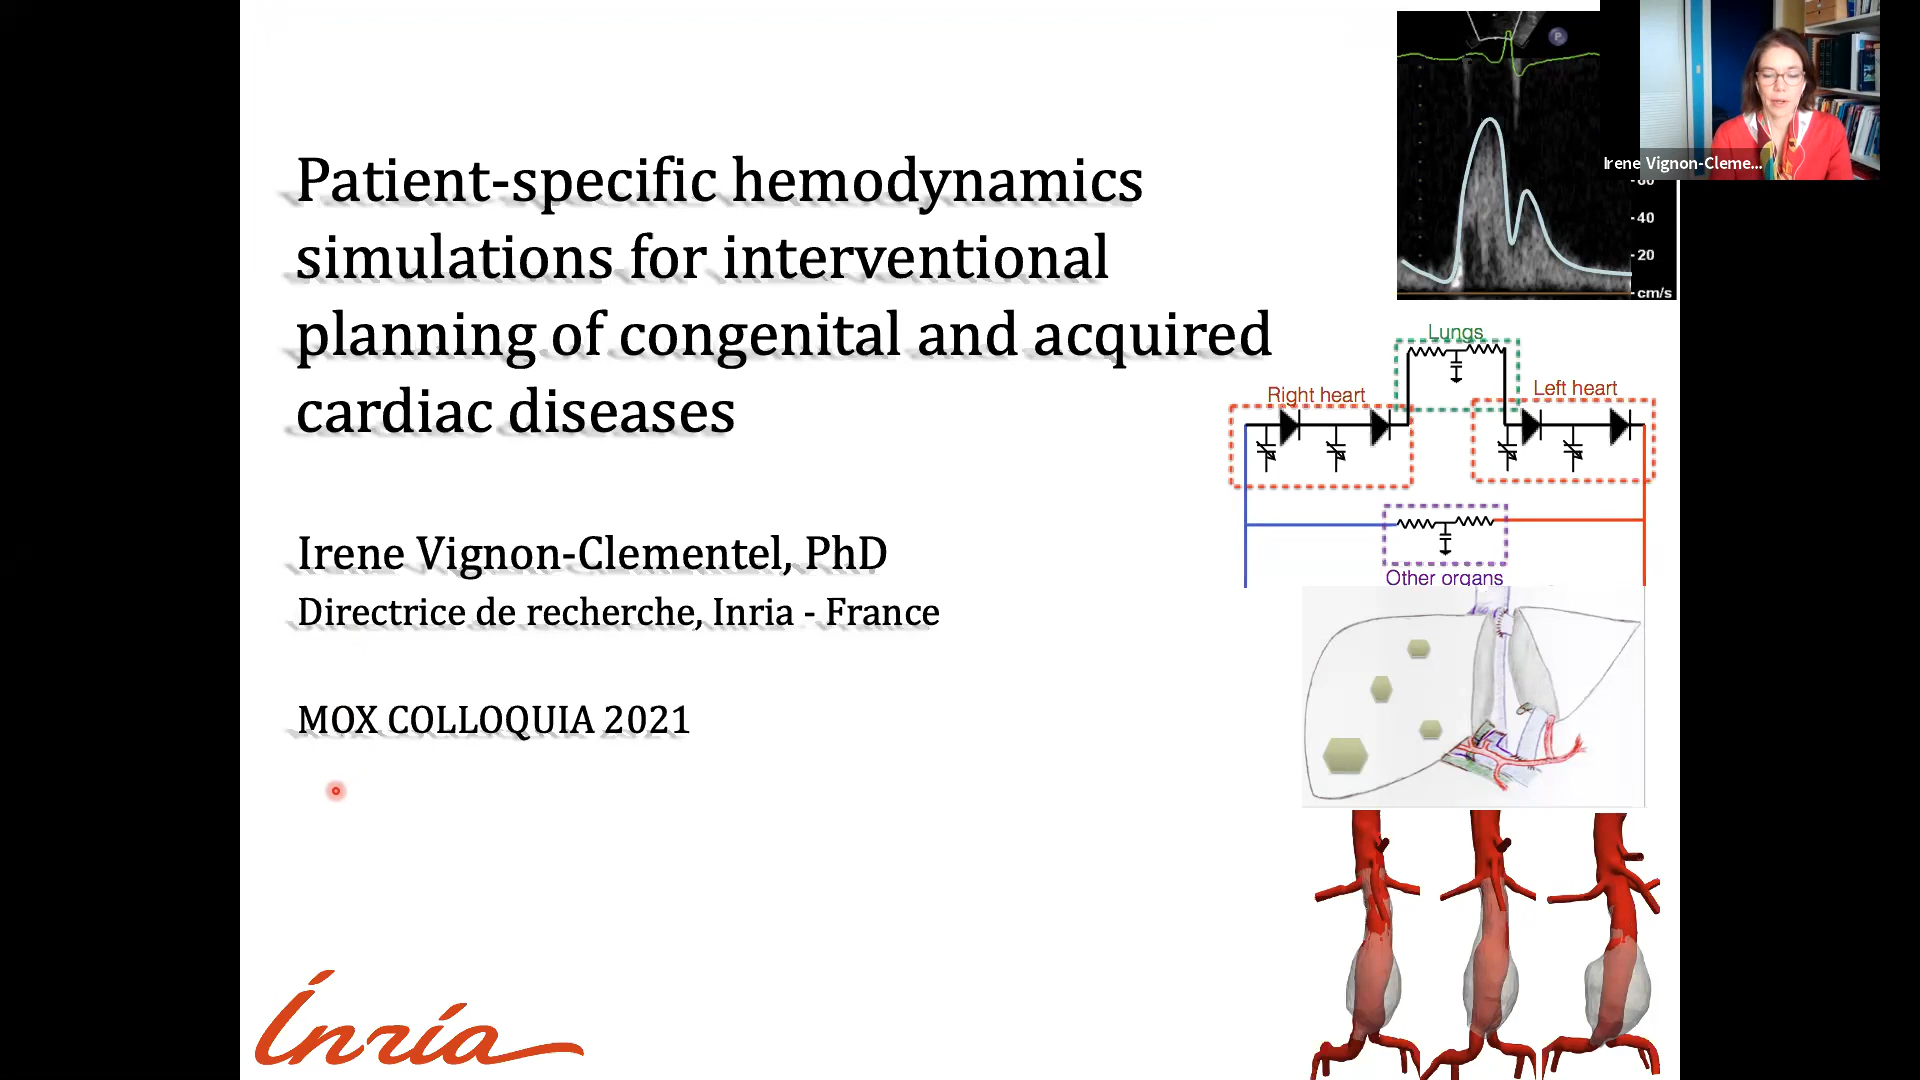 Patient-specific hemodynamics
simulations for interventional
planning of congenital and acquired
cardiac diseases
Irene Vignon-Clementel, PhD
Directrice de recherche, Inria - France
MOX COLLOQUIA 2021
Inria
P
Irene Vignon-Cleme...
-60
-40
-20
-cm/s
Lungs
Right heart
Left heart
Other organs